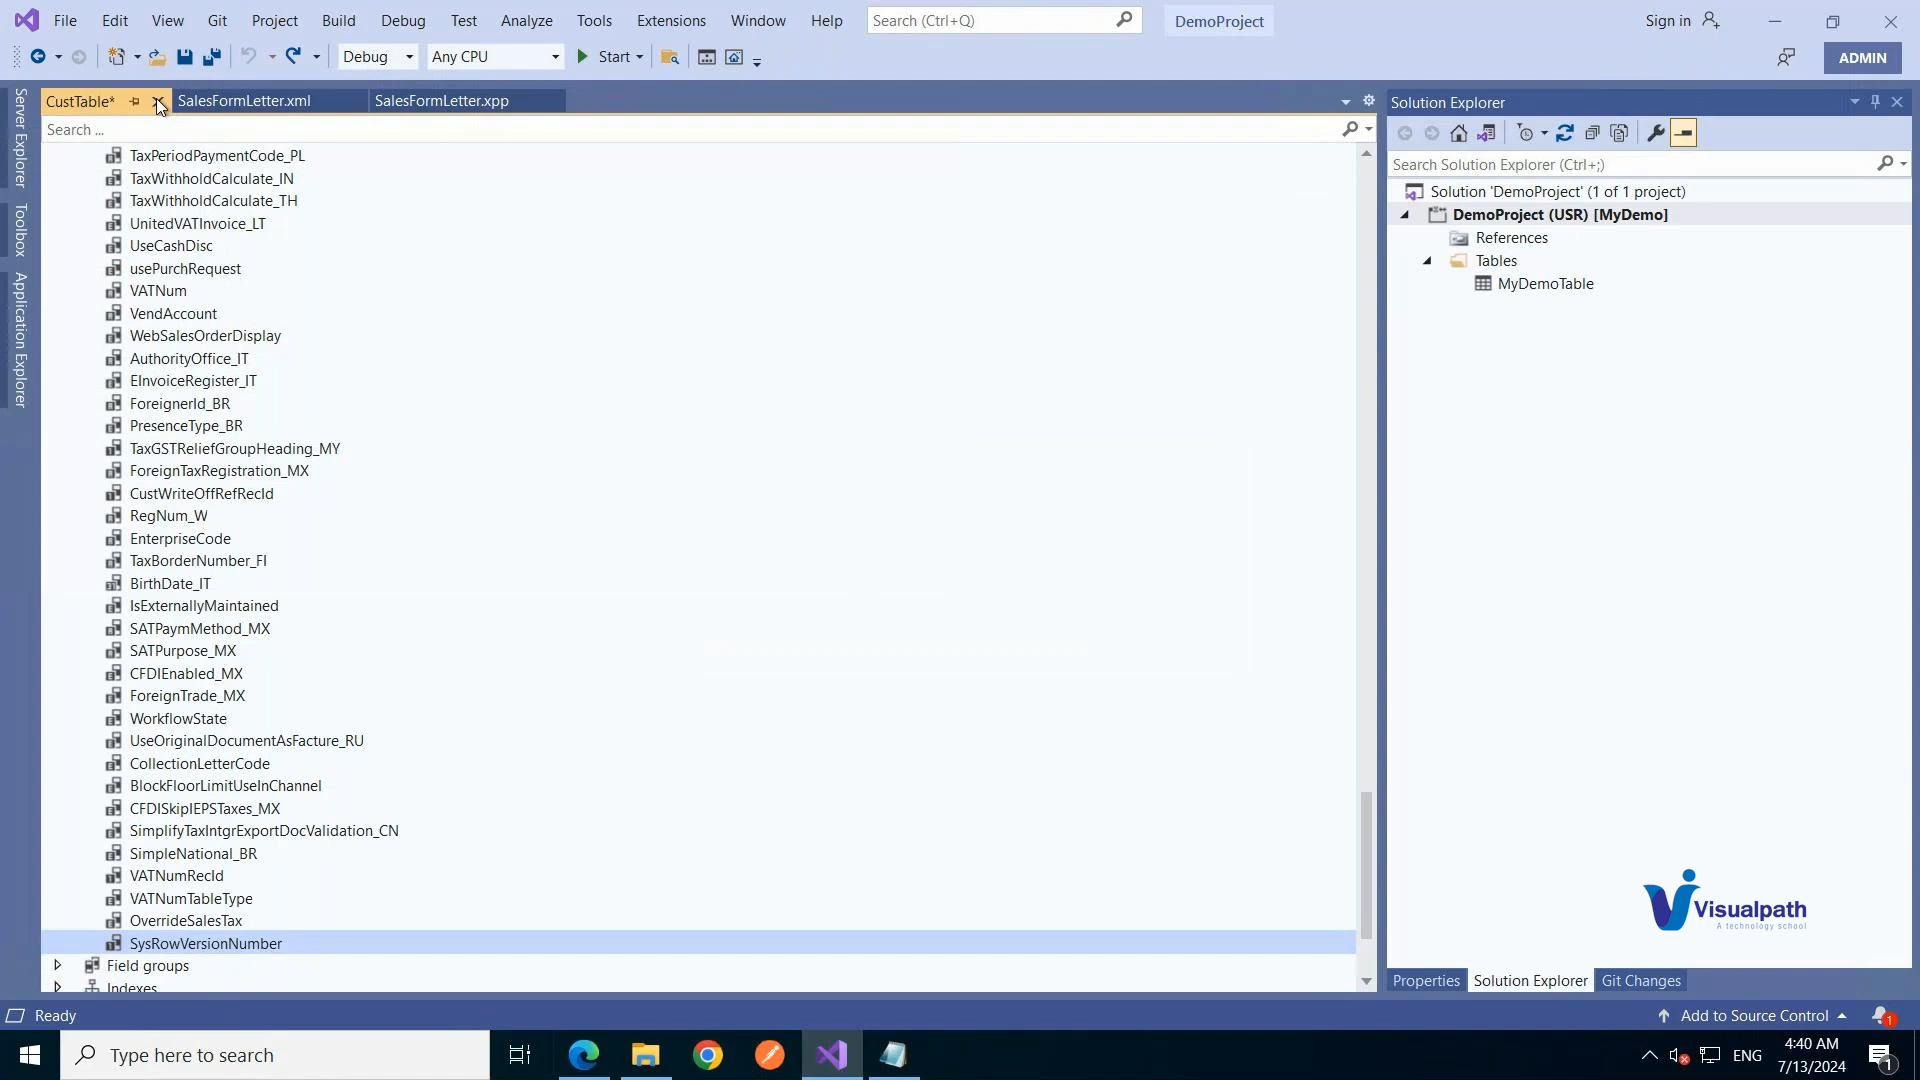 File Edit View Git Project Build Debug Test Analyze Tools Extensions Window Help Search (Ctrl+Q) DemoProject Sign in
Debug Any CPU Start ADMIN
Server Explorer
Toolbox
Application Explorer
CustTable* SalesFormLetter.xml SalesFormLetter.xpp
Search ...
TaxPeriodPaymentCode_PL
TaxWithholdCalculate_IN
TaxWithholdCalculate_TH
UnitedVATInvoice_LT
UseCashDisc
usePurchRequest
VATNum
VendAccount
WebSalesOrderDisplay
AuthorityOffice_IT
EInvoiceRegister_IT
ForeignerId_BR
PresenceType_BR
TaxGSTReliefGroupHeading_MY
ForeignTaxRegistration_MX
CustWriteOffRefRecId
RegNum_W
EnterpriseCode
TaxBorderNumber_FI
BirthDate_IT
IsExternallyMaintained
SATPaymMethod_MX
SATPurpose_MX
CFDIEnabled_MX
ForeignTrade_MX
WorkflowState
UseOriginalDocumentAsFacture_RU
CollectionLetterCode
BlockFloorLimitUseInChannel
CFDISkipIEPSTaxes_MX
SimplifyTaxIntgrExportDocValidation_CN
SimpleNational_BR
VATNumRecId
VATNumTableType
OverrideSalesTax
SysRowVersionNumber
Field groups
Indexes
Solution Explorer
Search Solution Explorer (Ctrl+;)
Solution 'DemoProject' (1 of 1 project)
DemoProject (USR) [MyDemo]
References
Tables
MyDemoTable
Visualpath
A technology school
Properties Solution Explorer Git Changes
Ready Add to Source Control 1
Type here to search ENG 4:40 AM
7/13/2024 1